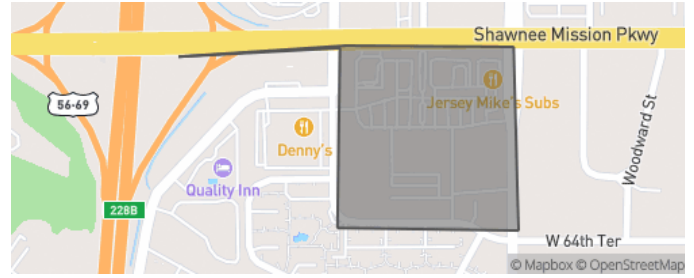 Shawnee Mission Pkwy
56-69
Jersey Mike's Subs
Denny's
Woodward St
Quality Inn
228B
W 64th Ter
© Mapbox © OpenStreetMap